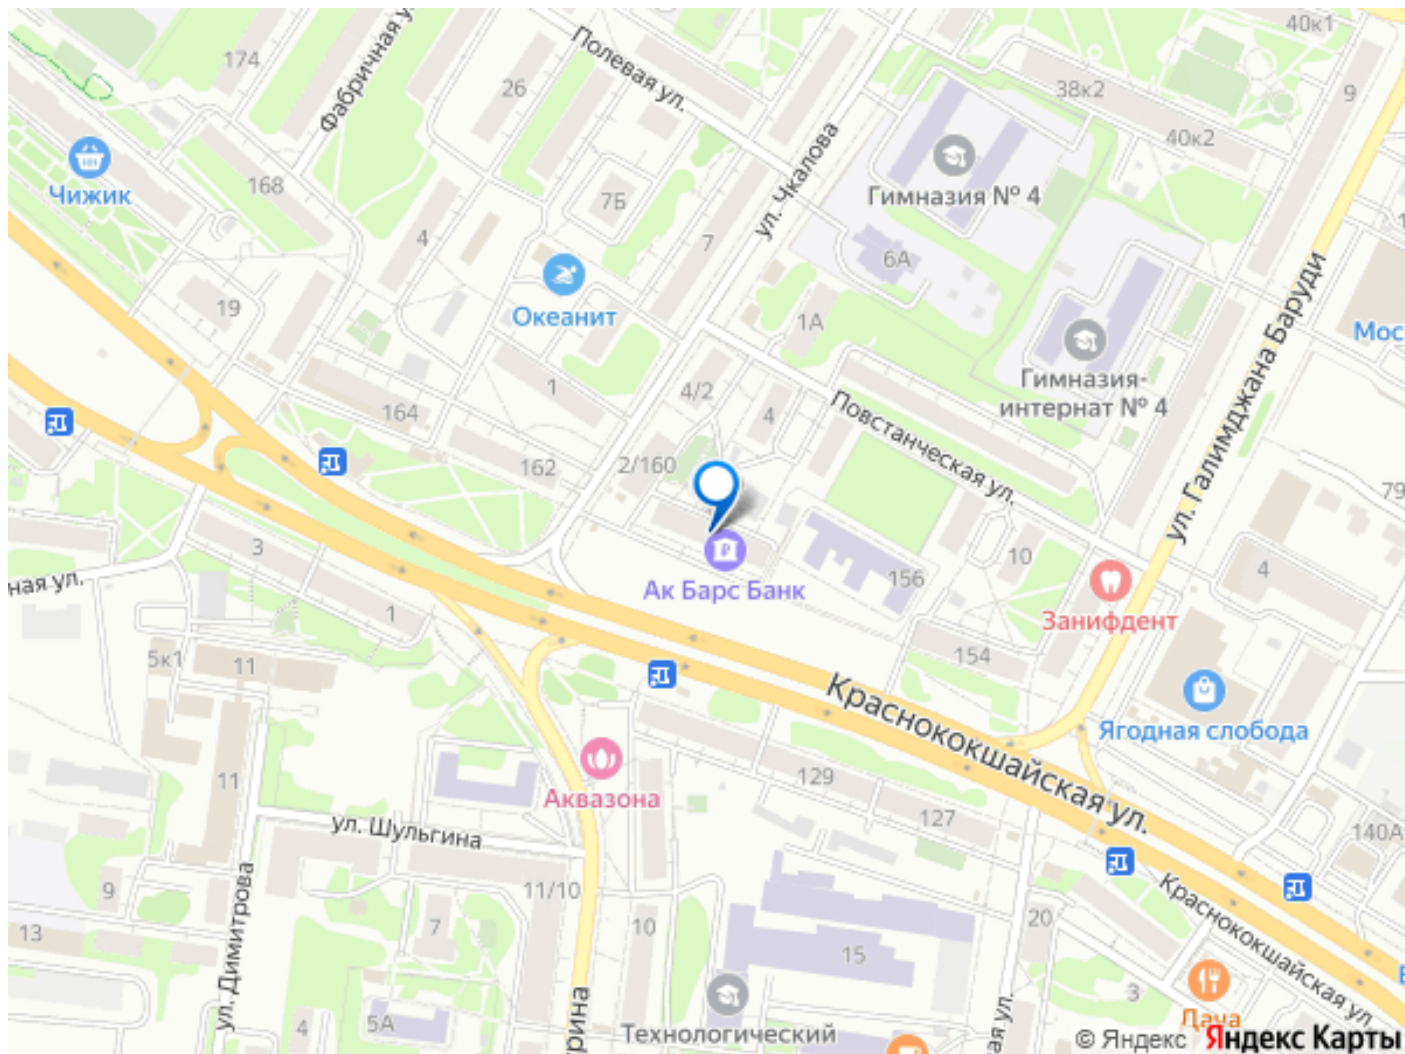 40к1
174
Фабричная у
Полевая ул.
26
38к2
9
40к2
ул. Чкалова
Чижик
168
7Б
Гимназия № 4
4
7
6А
ул. Галимджана Баруди
19
Океанит
1А
Мос
Гимназия-
интернат № 4
1
4/2
4
164
Повстанческая ул.
162
2/160
79
3
10
4
156
Ак Барс Банк
ная ул.
Занифдент
1
154
5к1
11
Краснококшайская ул.
Ягодная слобода
11
129
Аквазона
127
ул. Шульгина
140А
9
11/10
Краснококшайская ул.
7
10
20
13
15
ул. Димитрова
3
4
5А
рина
Технологический
ная ул.
Дача
© Яндекс Яндекс Карты